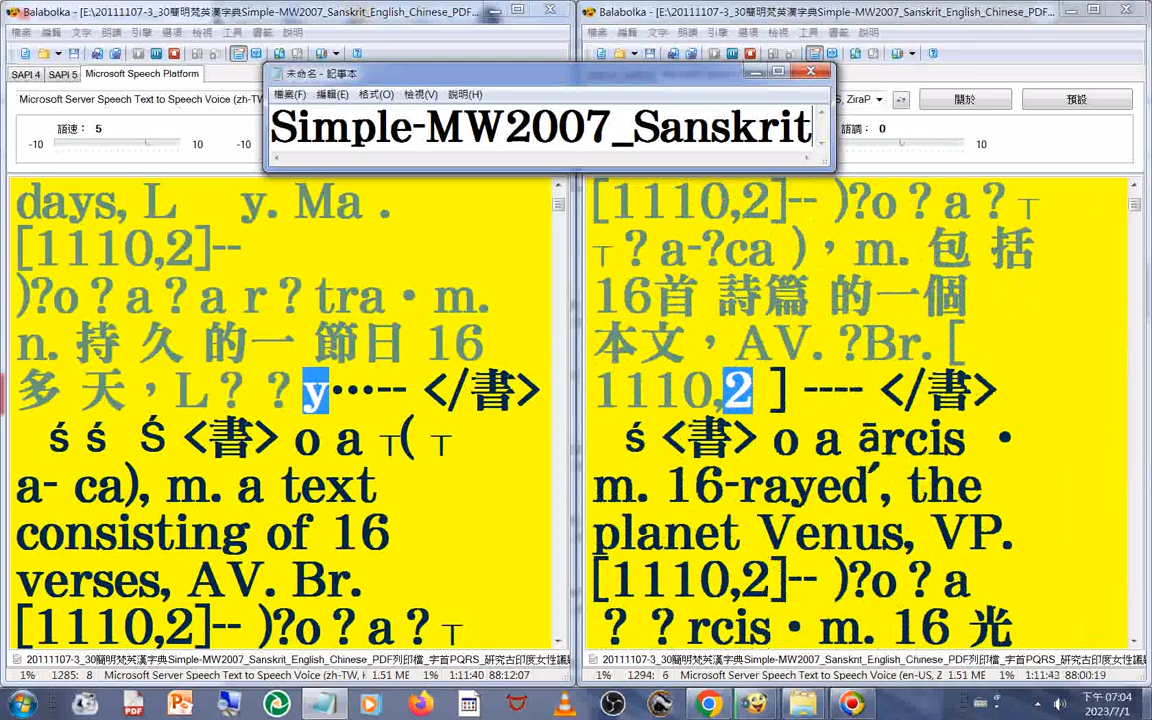 Balabolka - [E:\20111107-3_30簡明梵英漢字典Simple-MW2007_Sanskrit_English_Chinese_PDF...
檔案 編輯 文字 朗讀 引擎 選項 檢視 工具 書籤 說明
SAPI 4 SAPI 5 Microsoft Speech Platform
Microsoft Server Speech Text to Speech Voice (zh-TW,
語速： 5
-10 10 -10
days, L y. Ma .
[1110,2]--
)?o ? a ? a r ? tra • m.
n. 持 久 的一 節日 16
多 天，L ? ? y…-- </書>
ś ś Ś <書> o a ┬( ┬
a- ca), m. a text
consisting of 16
verses, AV. Br.
[1110,2]-- )?o ? a ? ┬
20111107-3_30簡明梵英漢字典Simple-MW2007_Sanskrit_English_Chinese_PDF列印檔_字首PQRS_研究古印度女性議
1% 1285: 8 Microsoft Server Speech Text to Speech Voice (zh-TW, H 1.51 ME 1% 1:11:40 88:12:07
未命名 - 記事本
檔案(F) 編輯(E) 格式(O) 檢視(V) 說明(H)
Simple-MW2007_Sanskrit
Balabolka - [E:\20111107-3_30簡明梵英漢字典Simple-MW2007_Sanskrit_English_Chinese_PDF...
檔案 編輯 文字 朗讀 引擎 選項 檢視 工具 書籤 說明
S, ZiraP 關於 預設
語調： 0
10
[1110,2]-- )?o ? a ? ┬
┬ ? a-?ca )，m. 包 括
16首 詩篇 的一個
本文，AV. ?Br. [
1110,2 ] ---- </書>
ś <書> o a ārcis •
m. 16-rayed', the
planet Venus, VP.
[1110,2]-- )?o ? a
? ? rcis • m. 16 光
20111107-3_30簡明梵英漢字典Simple-MW2007_Sanskrit_English_Chinese_PDF列印檔_字首PQRS_研究古印度女性議
1% 1294: 6 Microsoft Server Speech Text to Speech Voice (en-US, Z 1.51 MB 1% 1:11:43 88:00:19
下午 07:04
2023/7/1